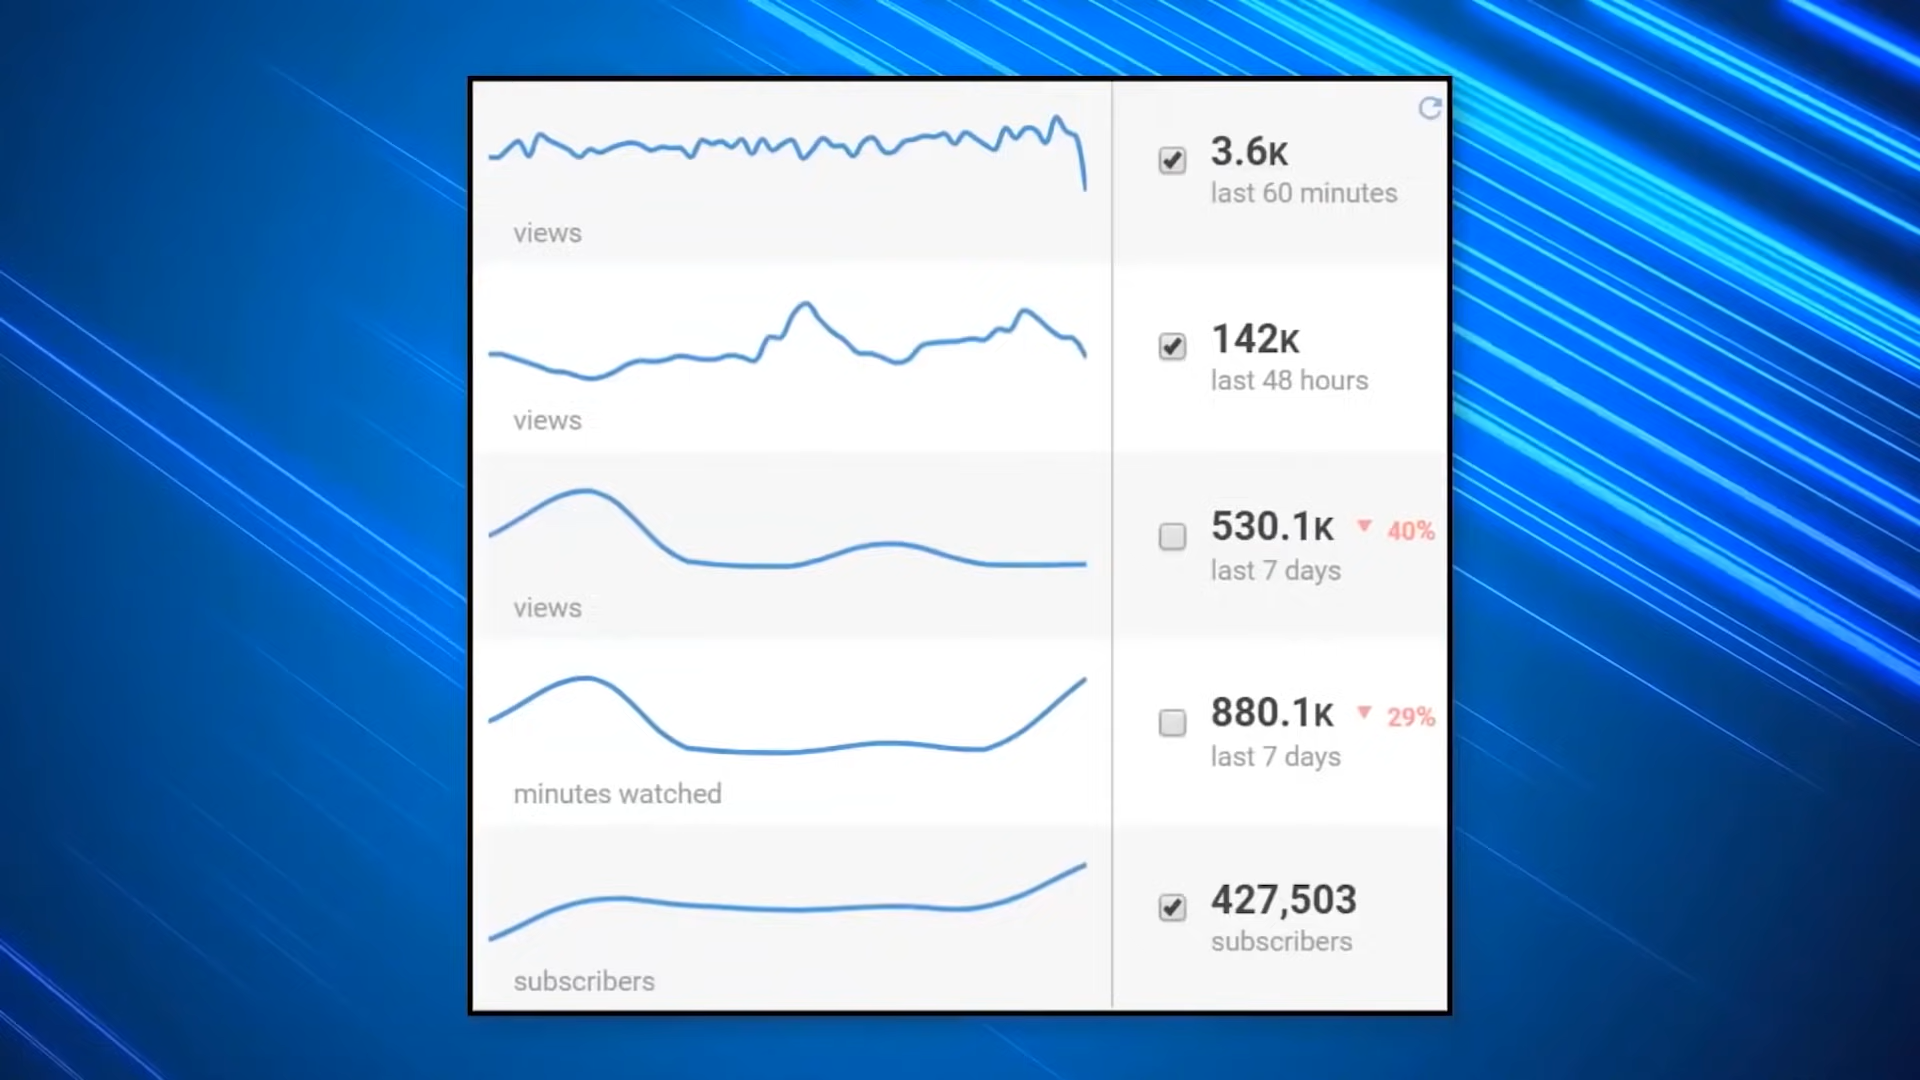 3.6K
last 60 minutes
views
142K
last 48 hours
views
530.1K ▼ 40%
last 7 days
views
880.1K ▼ 29%
last 7 days
minutes watched
427,503
subscribers
subscribers